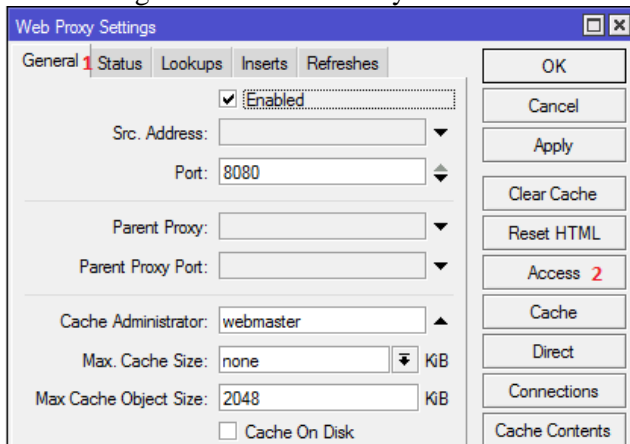 Web Proxy Settings
General 1 Status Lookups Inserts Refreshes
Enabled
Src. Address:
Port: 8080
Parent Proxy:
Parent Proxy Port:
Cache Administrator: webmaster
Max. Cache Size: none KiB
Max Cache Object Size: 2048 KiB
Cache On Disk
OK
Cancel
Apply
Clear Cache
Reset HTML
Access 2
Cache
Direct
Connections
Cache Contents